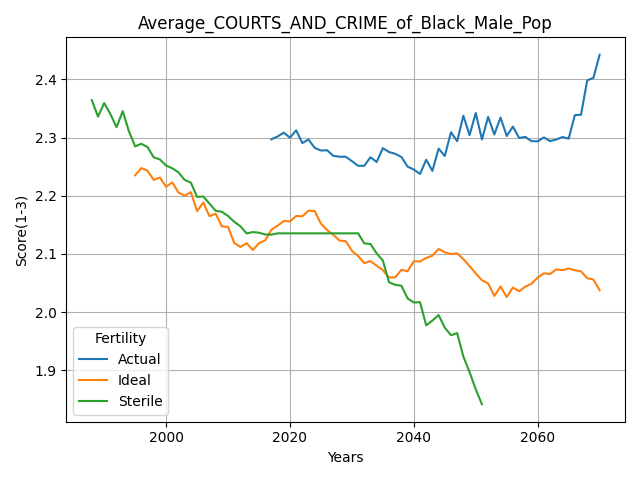 Average_COURTS_AND_CRIME_of_Black_Male_Pop
Score(1-3)
2.4
2.3
2.2
2.1
2.0
1.9
Fertility
Actual
Ideal
Sterile
2000
2020
2040
2060
Years